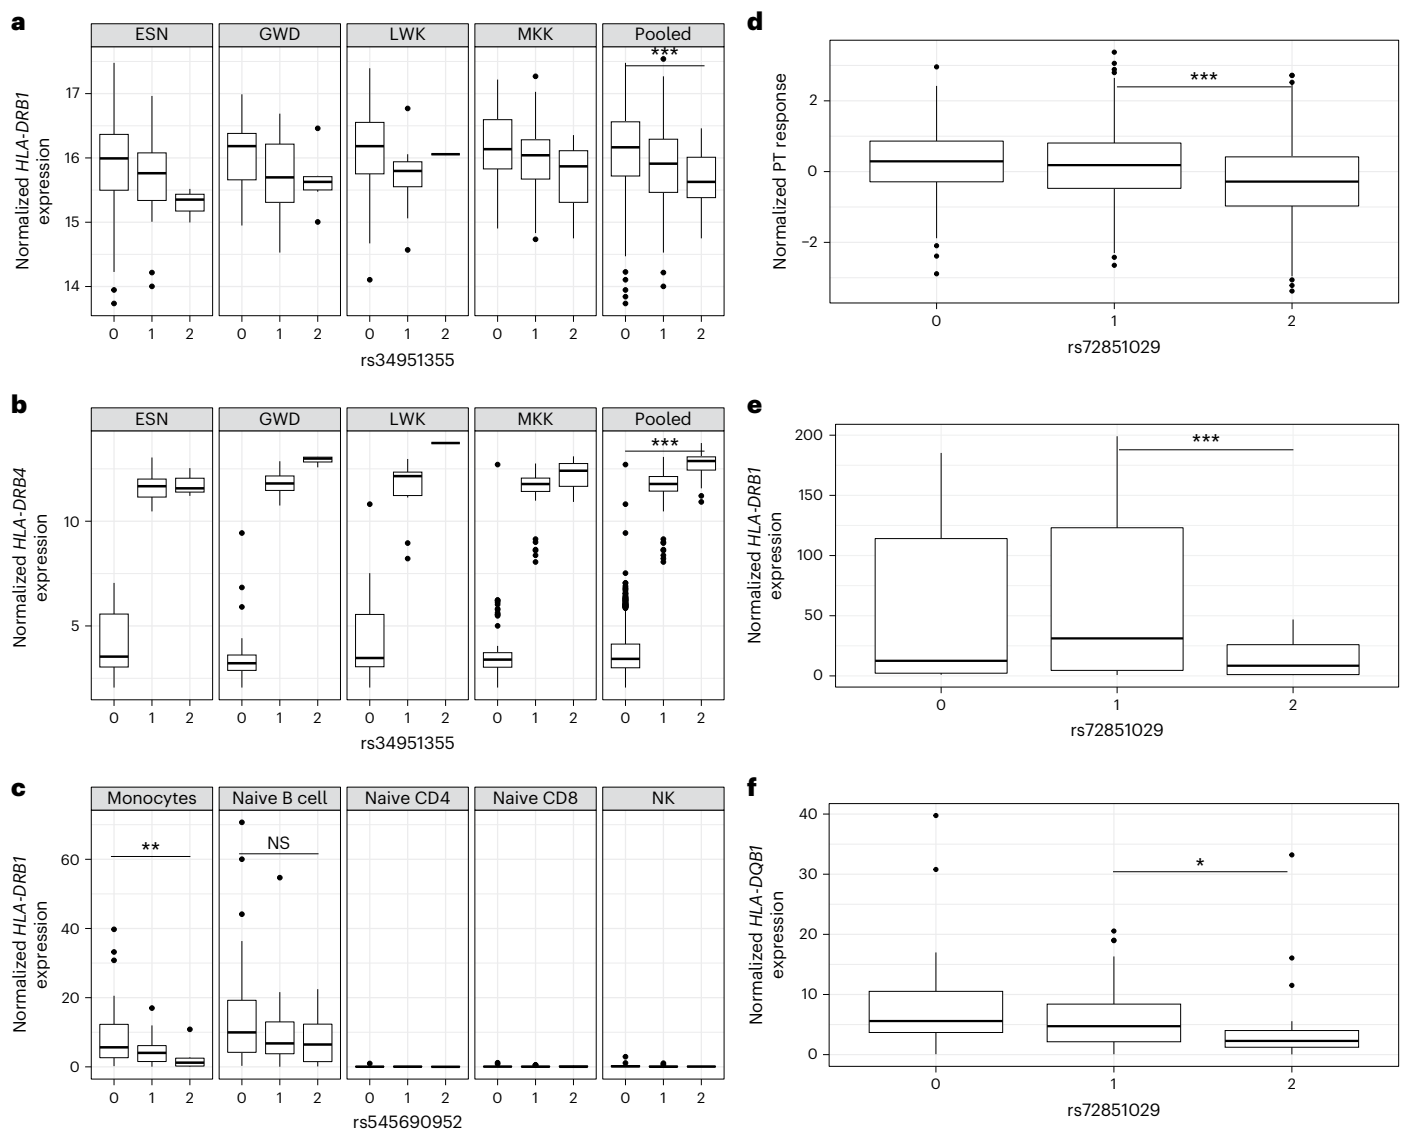 a
ESN GWD LWK MKK Pooled
***
17
16
15
14
Normalized HLA-DRB1
expression
0 1 2 0 1 2 0 1 2 0 1 2 0 1 2
rs34951355
b
ESN GWD LWK MKK Pooled
***
10
5
Normalized HLA-DRB4
expression
0 1 2 0 1 2 0 1 2 0 1 2 0 1 2
rs34951355
c
Monocytes Naive B cell Naive CD4 Naive CD8 NK
** NS
60
40
20
0
Normalized HLA-DRB1
expression
0 1 2 0 1 2 0 1 2 0 1 2 0 1 2
rs545690952
d
***
2
0
−2
Normalized PT response
0 1 2
rs72851029
e
***
200
150
100
50
0
Normalized HLA-DRB1
expression
0 1 2
rs72851029
f
*
40
30
20
10
0
Normalized HLA-DQB1
expression
0 1 2
rs72851029